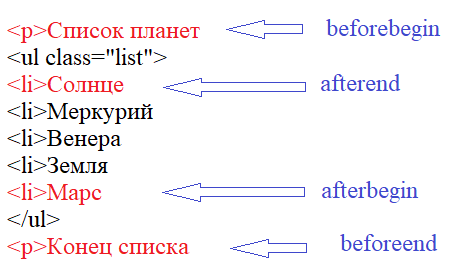 <p>Список планет beforebegin
<ul class="list">
<li>Солнце afterend
<li>Меркурий
<li>Венера
<li>Земля
<li>Марс afterbegin
</ul>
<p>Конец списка beforeend